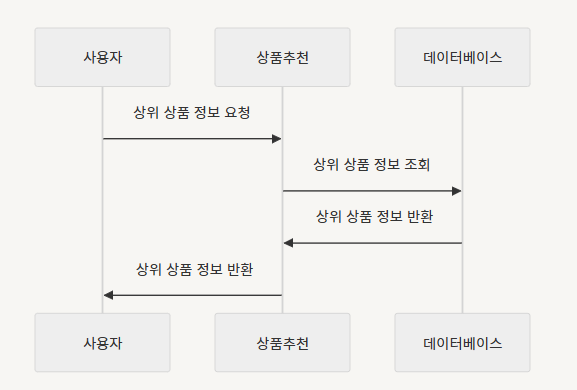 사용자
상품추천
데이터베이스
상위 상품 정보 요청
상위 상품 정보 조회
상위 상품 정보 반환
상위 상품 정보 반환
사용자
상품추천
데이터베이스